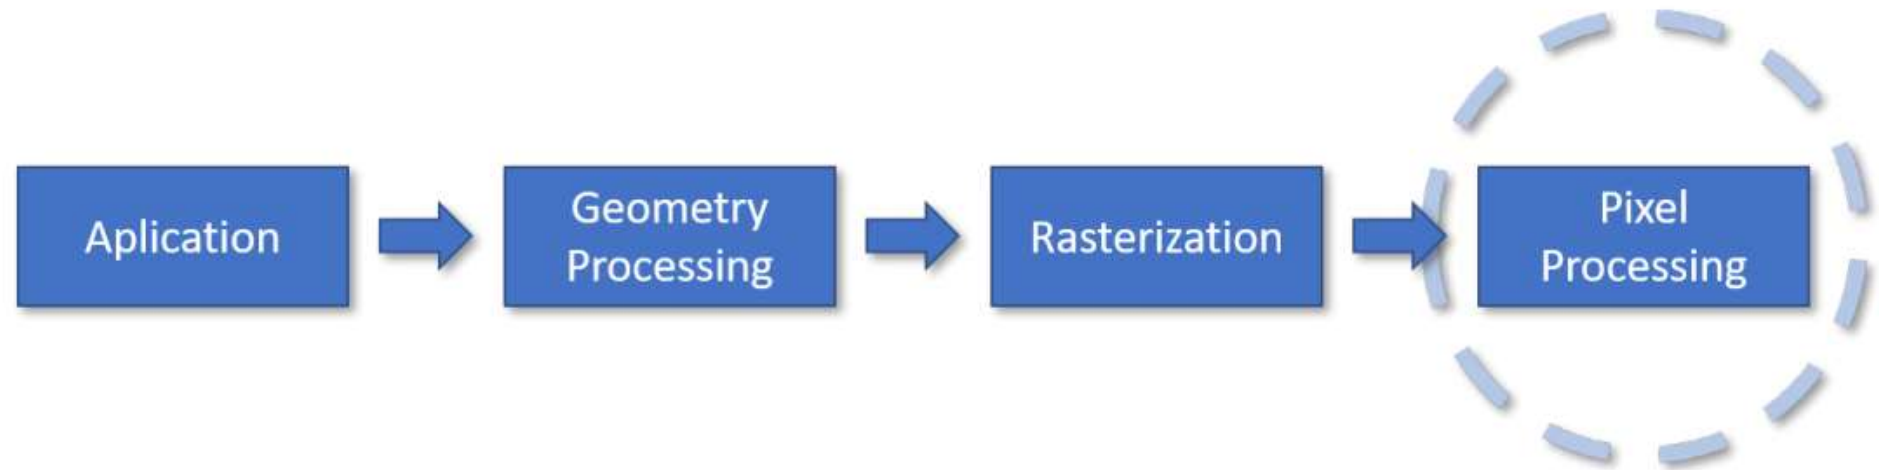 Aplication
Geometry
Processing
Rasterization
Pixel
Processing